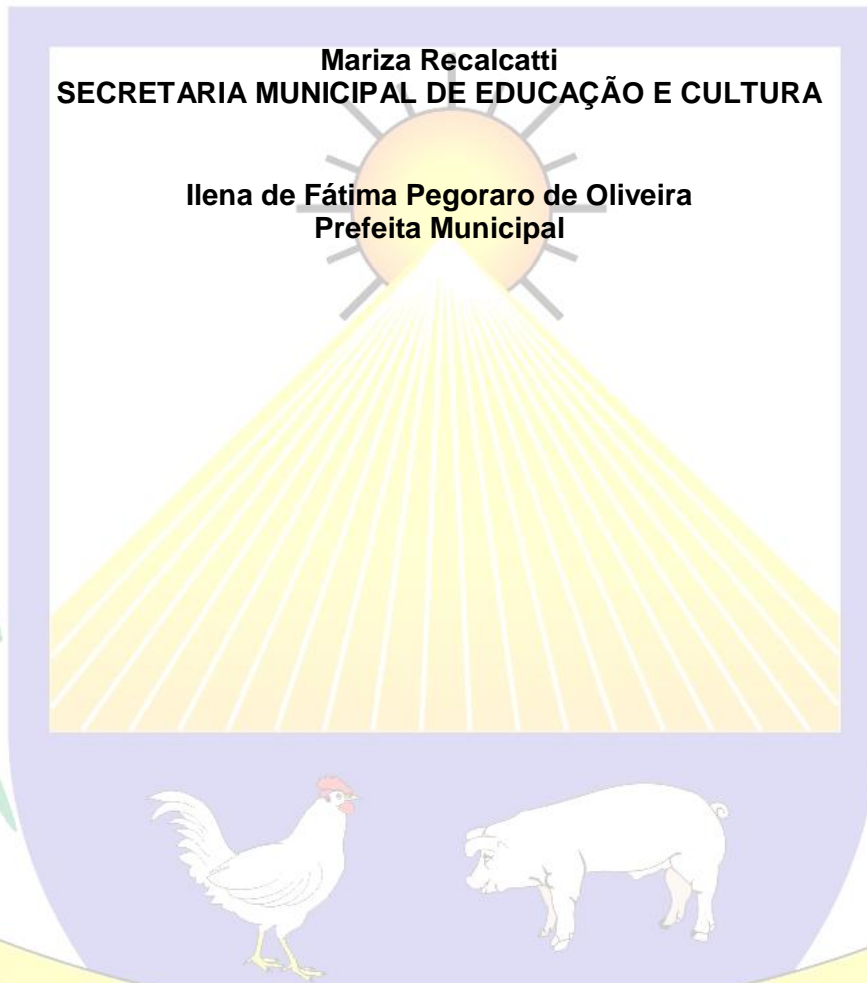 Mariza Recalcatti
SECRETARIA MUNICIPAL DE EDUCAÇÃO E CULTURA
Ilena de Fátima Pegoraro de Oliveira
Prefeita Municipal